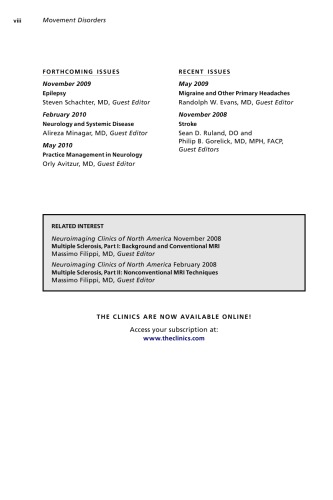 viii Movement Disorders
FORTHCOMING ISSUES
November 2009
Epilepsy
Steven Schachter, MD, Guest Editor
February 2010
Neurology and Systemic Disease
Alireza Minagar, MD, Guest Editor
May 2010
Practice Management in Neurology
Orly Avitzur, MD, Guest Editor
RECENT ISSUES
May 2009
Migraine and Other Primary Headaches
Randolph W. Evans, MD, Guest Editor
November 2008
Stroke
Sean D. Ruland, DO and
Philip B. Gorelick, MD, MPH, FACP,
Guest Editors
RELATED INTEREST
Neuroimaging Clinics of North America November 2008
Multiple Sclerosis, Part I: Background and Conventional MRI
Massimo Filippi, MD, Guest Editor
Neuroimaging Clinics of North America February 2008
Multiple Sclerosis, Part II: Nonconventional MRI Techniques
Massimo Filippi, MD, Guest Editor
THE CLINICS ARE NOW AVAILABLE ONLINE!
Access your subscription at:
www.theclinics.com